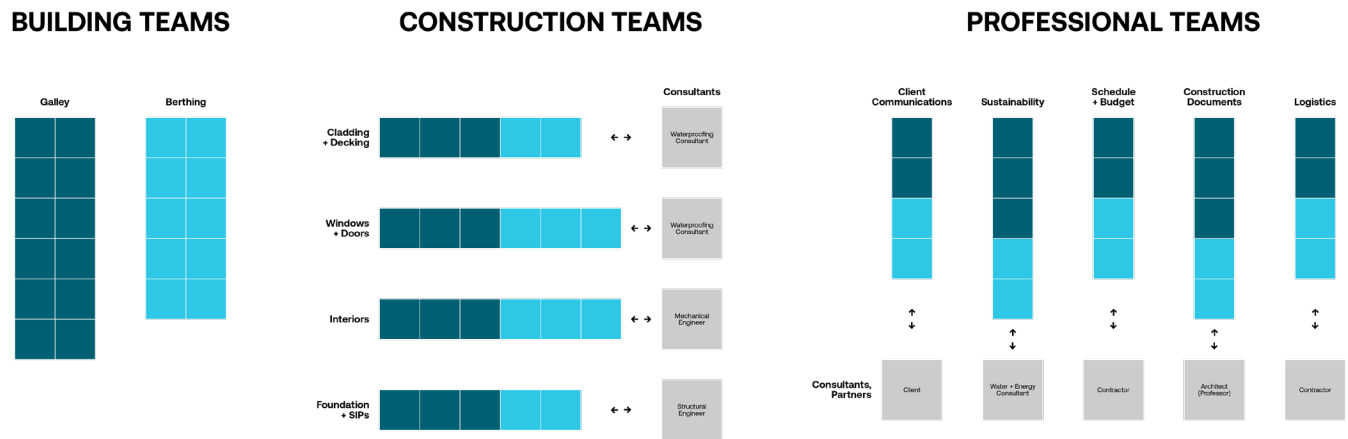 BUILDING TEAMS
Galley
Berthing
CONSTRUCTION TEAMS
Consultants
Cladding
+ Decking
Waterproofing
Consultant
Windows
+ Doors
Waterproofing
Consultant
Interiors
Mechanical
Engineer
Foundation
+ SIPs
Structural
Engineer
PROFESSIONAL TEAMS
Client
Communications
Sustainability
Schedule
+ Budget
Construction
Documents
Logistics
Consultants,
Partners
Client
Water + Energy
Consultant
Contractor
Architect
(Professor)
Contractor